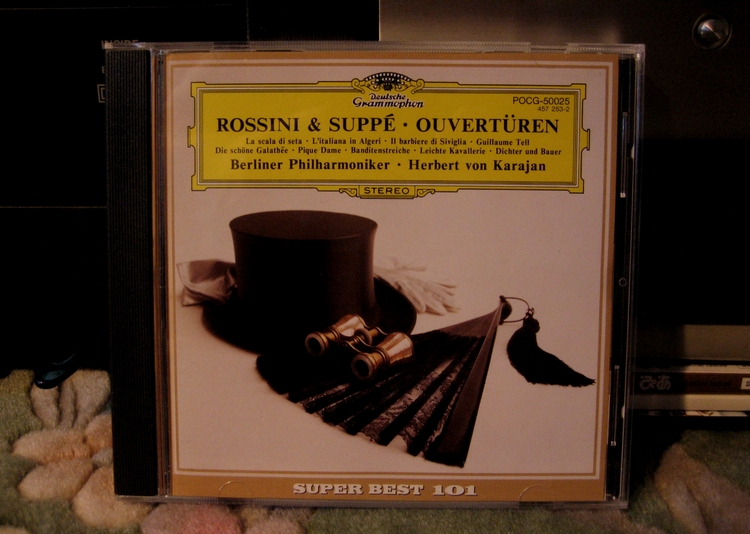 Deutsche
Grammophon
POCG-50025
457 263-2
ROSSINI & SUPPÉ · OUVERTÜREN
La scala di seta · L'italiana in Algeri · Il barbiere di Siviglia · Guillaume Tell
Die schöne Galathée · Pique Dame · Banditenstreiche · Leichte Kavallerie · Dichter und Bauer
Berliner Philharmoniker · Herbert von Karajan
STEREO
SUPER BEST 101